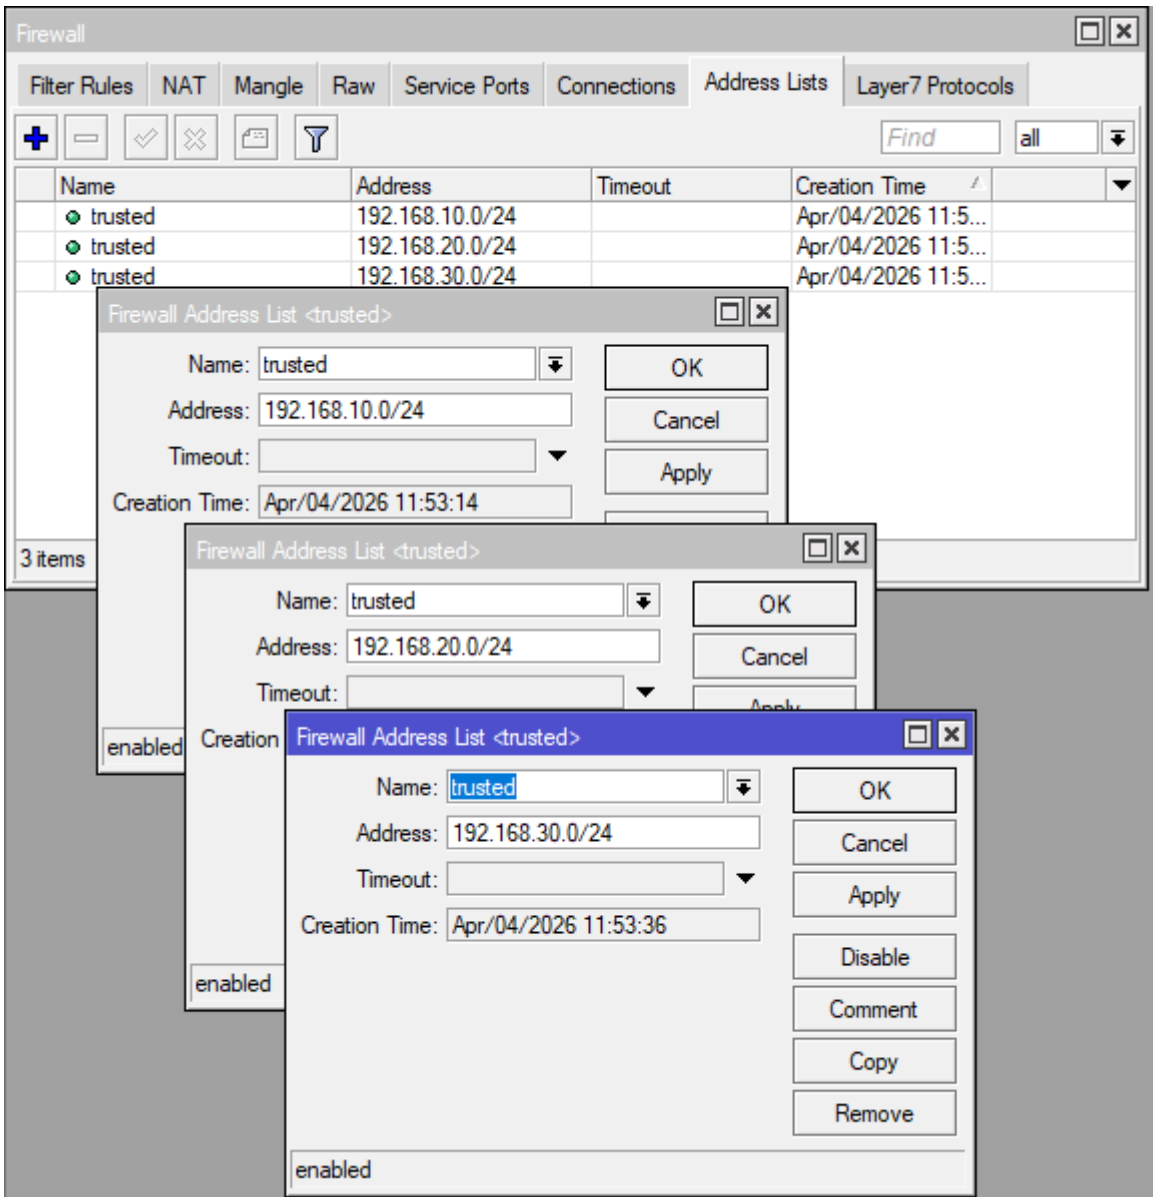 Firewall
Filter Rules NAT Mangle Raw Service Ports Connections Address Lists Layer7 Protocols
Find all
Name Address Timeout Creation Time
trusted 192.168.10.0/24 Apr/04/2026 11:5...
trusted 192.168.20.0/24 Apr/04/2026 11:5...
trusted 192.168.30.0/24 Apr/04/2026 11:5...
3 items
Firewall Address List <trusted>
Name: trusted OK
Address: 192.168.10.0/24 Cancel
Timeout: Apply
Creation Time: Apr/04/2026 11:53:14
enabled
Firewall Address List <trusted>
Name: trusted OK
Address: 192.168.20.0/24 Cancel
Timeout: Apply
Creation
enabled
Firewall Address List <trusted>
Name: trusted OK
Address: 192.168.30.0/24 Cancel
Timeout: Apply
Creation Time: Apr/04/2026 11:53:36
Disable
Comment
Copy
Remove
enabled